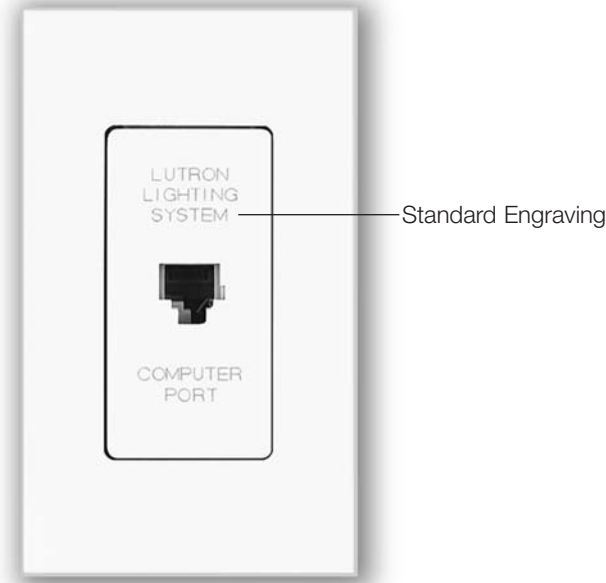 LUTRON
LIGHTING
SYSTEM
Standard Engraving
COMPUTER
PORT